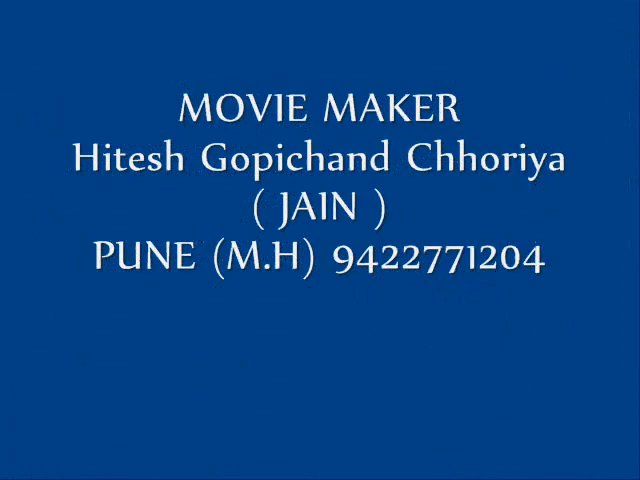 MOVIE MAKER
Hitesh Gopichand Chhoriya
( JAIN )
PUNE (M.H) 9422771204